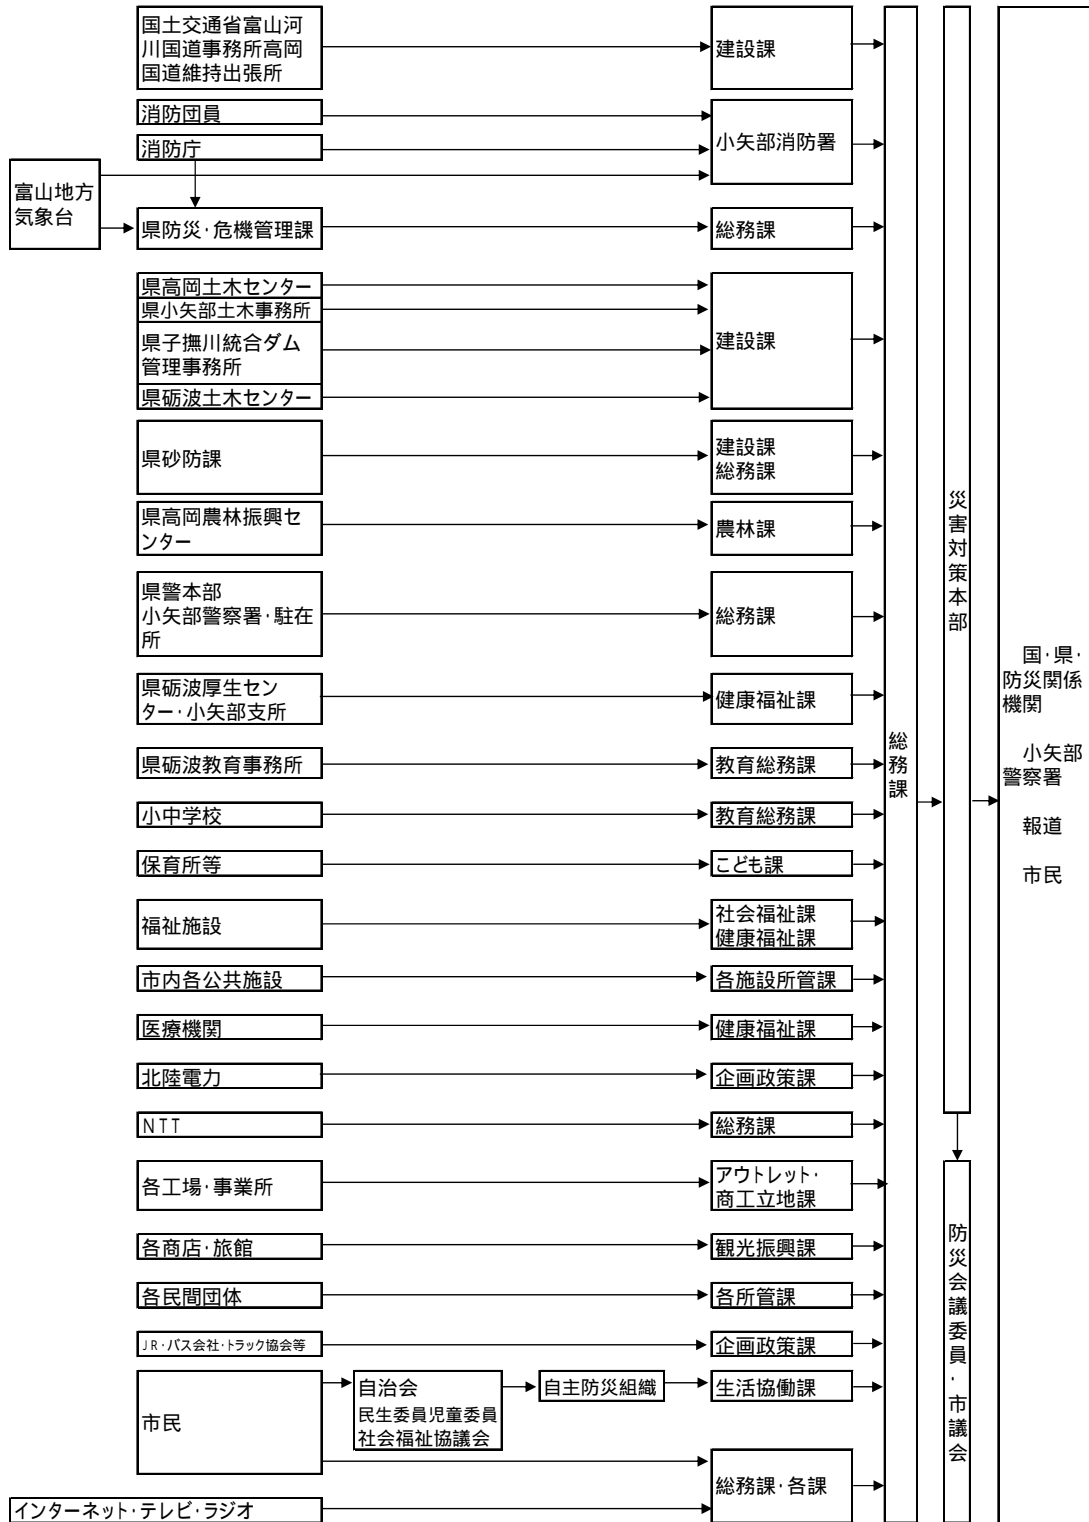 国土交通省富山河
川国道事務所高岡
国道維持出張所
建設課
消防団員
消防庁
小矢部消防署
富山地方
気象台
県防災・危機管理課
総務課
県高岡土木センター
県小矢部土木事務所
県子撫川統合ダム
管理事務所
県砺波土木センター
建設課
県砂防課
建設課
総務課
県高岡農林振興セ
ンター
農林課
県警本部
小矢部警察署・駐在
所
総務課
県砺波厚生セン
ター・小矢部支所
健康福祉課
県砺波教育事務所
教育総務課
小中学校
教育総務課
保育所等
こども課
福祉施設
社会福祉課
健康福祉課
市内各公共施設
各施設所管課
医療機関
健康福祉課
北陸電力
企画政策課
NTT
総務課
各工場・事業所
アウトレット・
商工立地課
各商店・旅館
観光振興課
各民間団体
各所管課
JR・バス会社・トラック協会等
企画政策課
市民
自治会
民生委員児童委員
社会福祉協議会
自主防災組織
生活協働課
総務課・各課
インターネット・テレビ・ラジオ
総務課
災害対策本部
防災会議委員・市議会
国・県・
防災関係
機関
小矢部
警察署
報道
市民